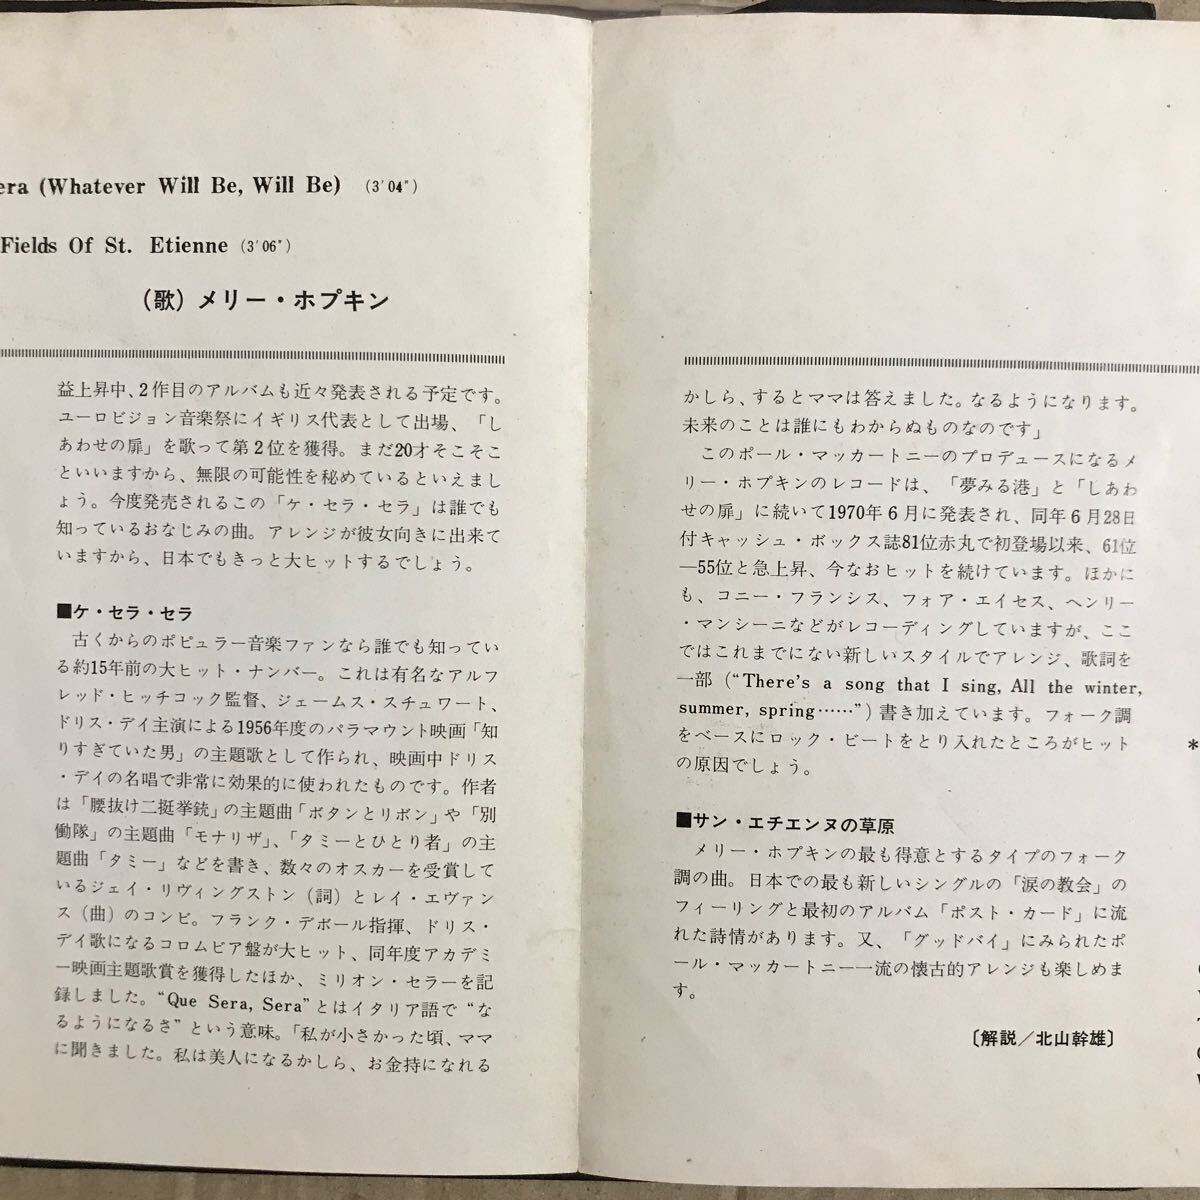 era (Whatever Will Be, Will Be) (3′04″)
Fields Of St. Etienne (3′06″)
(歌) メリー・ホプキン
益上昇中、2作目のアルバムも近々発表される予定です。
ユーロビジョン音楽祭にイギリス代表として出場、「し
あわせの扉」を歌って第2位を獲得。まだ20才そこそこ
といいますから、無限の可能性を秘めているといえまし
ょう。今度発売されるこの「ケ・セラ・セラ」は誰でも
知っているおなじみの曲。アレンジが彼女向きに出来て
いますから、日本でもきっと大ヒットするでしょう。
■ケ・セラ・セラ
古くからのポピュラー音楽ファンなら誰でも知ってい
る約15年前の大ヒット・ナンバー。これは有名なアルフ
レッド・ヒッチコック監督、ジェームス・スチュワート、
ドリス・デイ主演による1956年度のパラマウント映画「知
りすぎていた男」の主題歌として作られ、映画中ドリス
・デイの名唱で非常に効果的に使われたものです。作者
は「腰抜け二挺拳銃」の主題曲「ボタンとリボン」や「別
働隊」の主題曲「モナリザ」、「タミーとひとり者」の主
題曲「タミー」などを書き、数々のオスカーを受賞して
いるジェイ・リヴィングストン（詞）とレイ・エヴァン
ス（曲）のコンビ。フランク・デボール指揮、ドリス・
デイ歌になるコロムビア盤が大ヒット、同年度アカデミ
ー映画主題歌賞を獲得したほか、ミリオン・セラーを記
録しました。“Que Sera, Sera”とはイタリア語で“な
るようになるさ”という意味。「私が小さかった頃、ママ
に聞きました。私は美人になるかしら、お金持になれる
かしら、するとママは答えました。なるようになります。
未来のことは誰にもわからぬものなのです」
このポール・マッカートニーのプロデュースになるメ
リー・ホプキンのレコードは、「夢みる港」と「しあわ
せの扉」に続いて1970年6月に発表され、同年6月28日
付キャッシュ・ボックス誌81位赤丸で初登場以来、61位
—55位と急上昇、今なおヒットを続けています。ほかに
も、コニー・フランシス、フォア・エイセス、ヘンリー
・マンシーニなどがレコーディングしていますが、ここ
ではこれまでにない新しいスタイルでアレンジ、歌詞を
一部（“There's a song that I sing, All the winter,
summer, spring……”）書き加えています。フォーク調
をベースにロック・ビートをとり入れたところがヒット
の原因でしょう。
■サン・エチエンヌの草原
メリー・ホプキンの最も得意とするタイプのフォーク
調の曲。日本での最も新しいシングルの「涙の教会」の
フィーリングと最初のアルバム「ポスト・カード」に流
れた詩情があります。又、「グッドバイ」にみられたポ
ール・マッカートニー一流の懐古的アレンジも楽しめま
す。
〔解説／北山幹雄〕
*